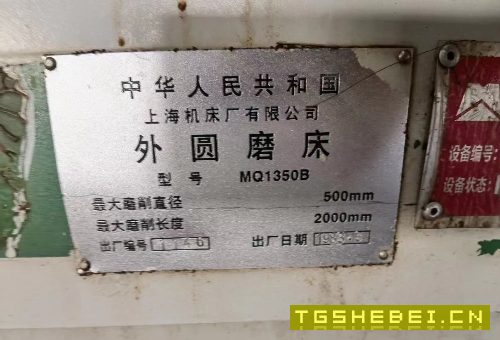 中华人民共和国
上海机床厂有限公司
外圆磨床
型号 MQ1350B
最大磨削直径 500mm
最大磨削长度 2000mm
出厂编号
出厂日期
设备编号:
设备状态:
TGSHEBEI.CN